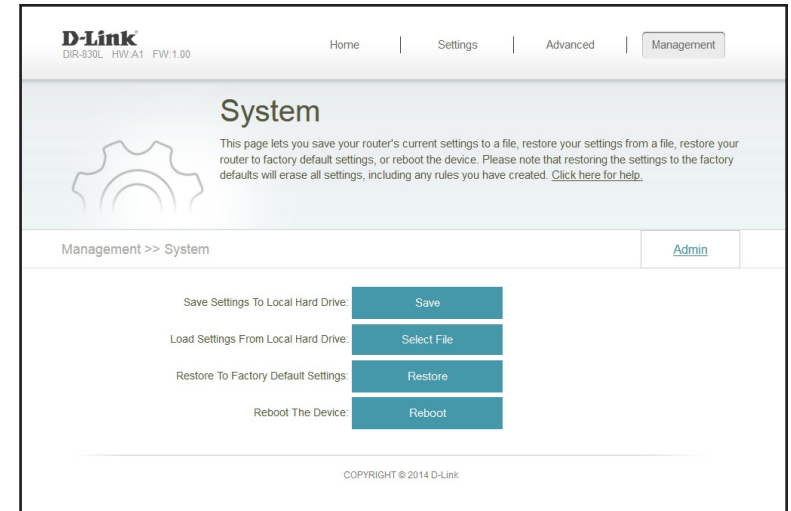 D-Link
DIR-830L HW:A1 FW:1.00
Home
Settings
Advanced
Management
System
This page lets you save your router's current settings to a file, restore your settings from a file, restore your
router to factory default settings, or reboot the device. Please note that restoring the settings to the factory
defaults will erase all settings, including any rules you have created. Click here for help.
Management >> System
Admin
Save Settings To Local Hard Drive: Save
Load Settings From Local Hard Drive: Select File
Restore To Factory Default Settings: Restore
Reboot The Device: Reboot
COPYRIGHT © 2014 D-Link